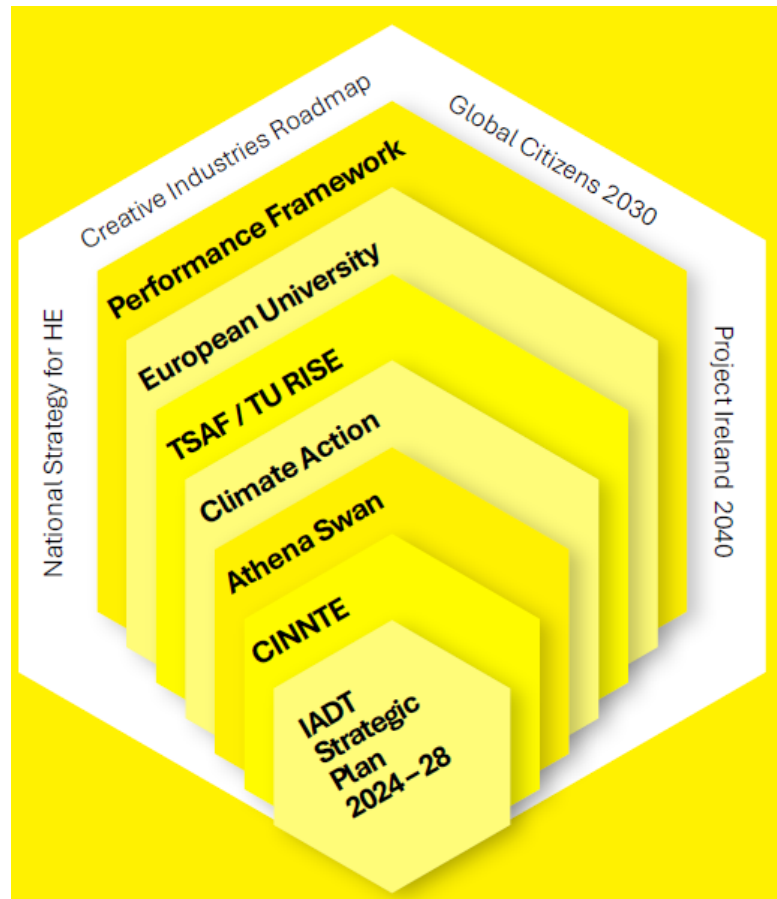 Creative Industries Roadmap
Global Citizens 2030
National Strategy for HE
Project Ireland 2040
Performance Framework
European University
TSAF / TU RISE
Climate Action
Athena Swan
CINNTE
IADT
Strategic
Plan
2024–28